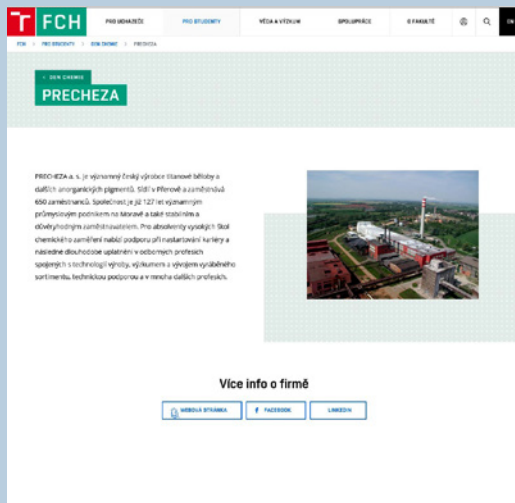 FCH
PRO UCHAZEČE
PRO STUDENTY
VĚDA A VÝZKUM
SPOLUPRÁCE
O FAKULTĚ
EN
FCH > PRO STUDENTY > DEN CHEMIE > PRECHEZA
‹ DEN CHEMIE
PRECHEZA
PRECHEZA a. s. je významný český výrobce titanové běloby a
dalších anorganických pigmentů. Sídlí v Přerově a zaměstnává
650 zaměstnanců. Společnost je již 127 let významným
průmyslovým podnikem na Moravě a také stabilním a
důvěryhodným zaměstnavatelem. Pro absolventy vysokých škol
chemického zaměření nabízí podporu při nastartování kariéry a
následné dlouhodobé uplatnění v odborných profesích
spojených s technologií výroby, výzkumem a vývojem vyráběného
sortimentu, technickou podporou a v mnoha dalších profesích.
Více info o firmě
WEBOVÁ STRÁNKA
FACEBOOK
LINKEDIN